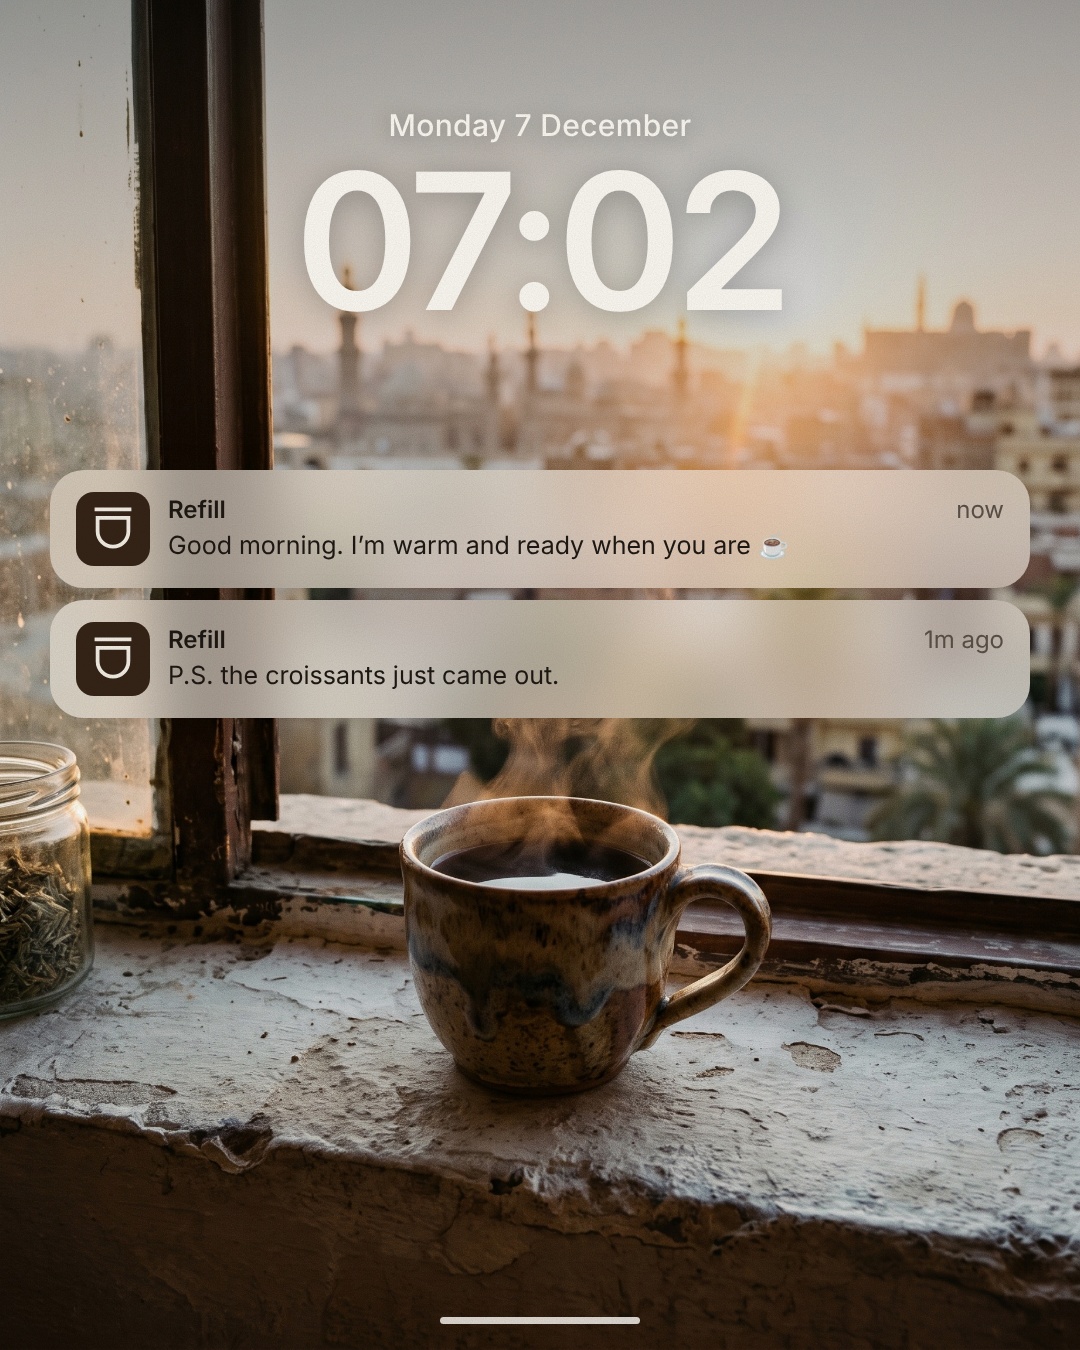 Monday 7 December
07:02
Refill
now
Good morning. I’m warm and ready when you are ☕
Refill
1m ago
P.S. the croissants just came out.